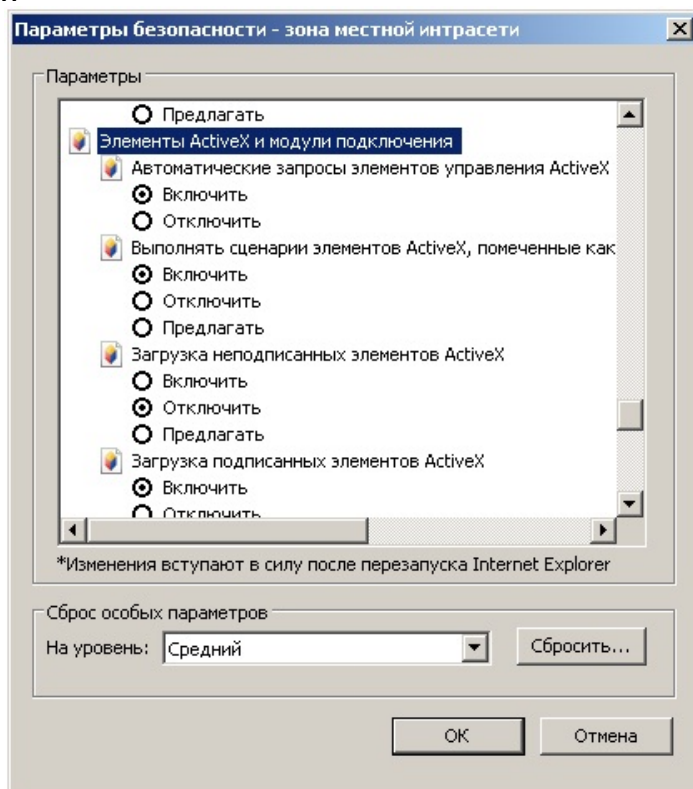 Параметры безопасности - зона местной интрасети
Параметры
Предлагать
Элементы ActiveX и модули подключения
Автоматические запросы элементов управления ActiveX
Включить
Отключить
Выполнять сценарии элементов ActiveX, помеченные как
Включить
Отключить
Предлагать
Загрузка неподписанных элементов ActiveX
Включить
Отключить
Предлагать
Загрузка подписанных элементов ActiveX
Включить
Отключить
*Изменения вступают в силу после перезапуска Internet Explorer
Сброс особых параметров
На уровень: Средний Сбросить...
ОК Отмена